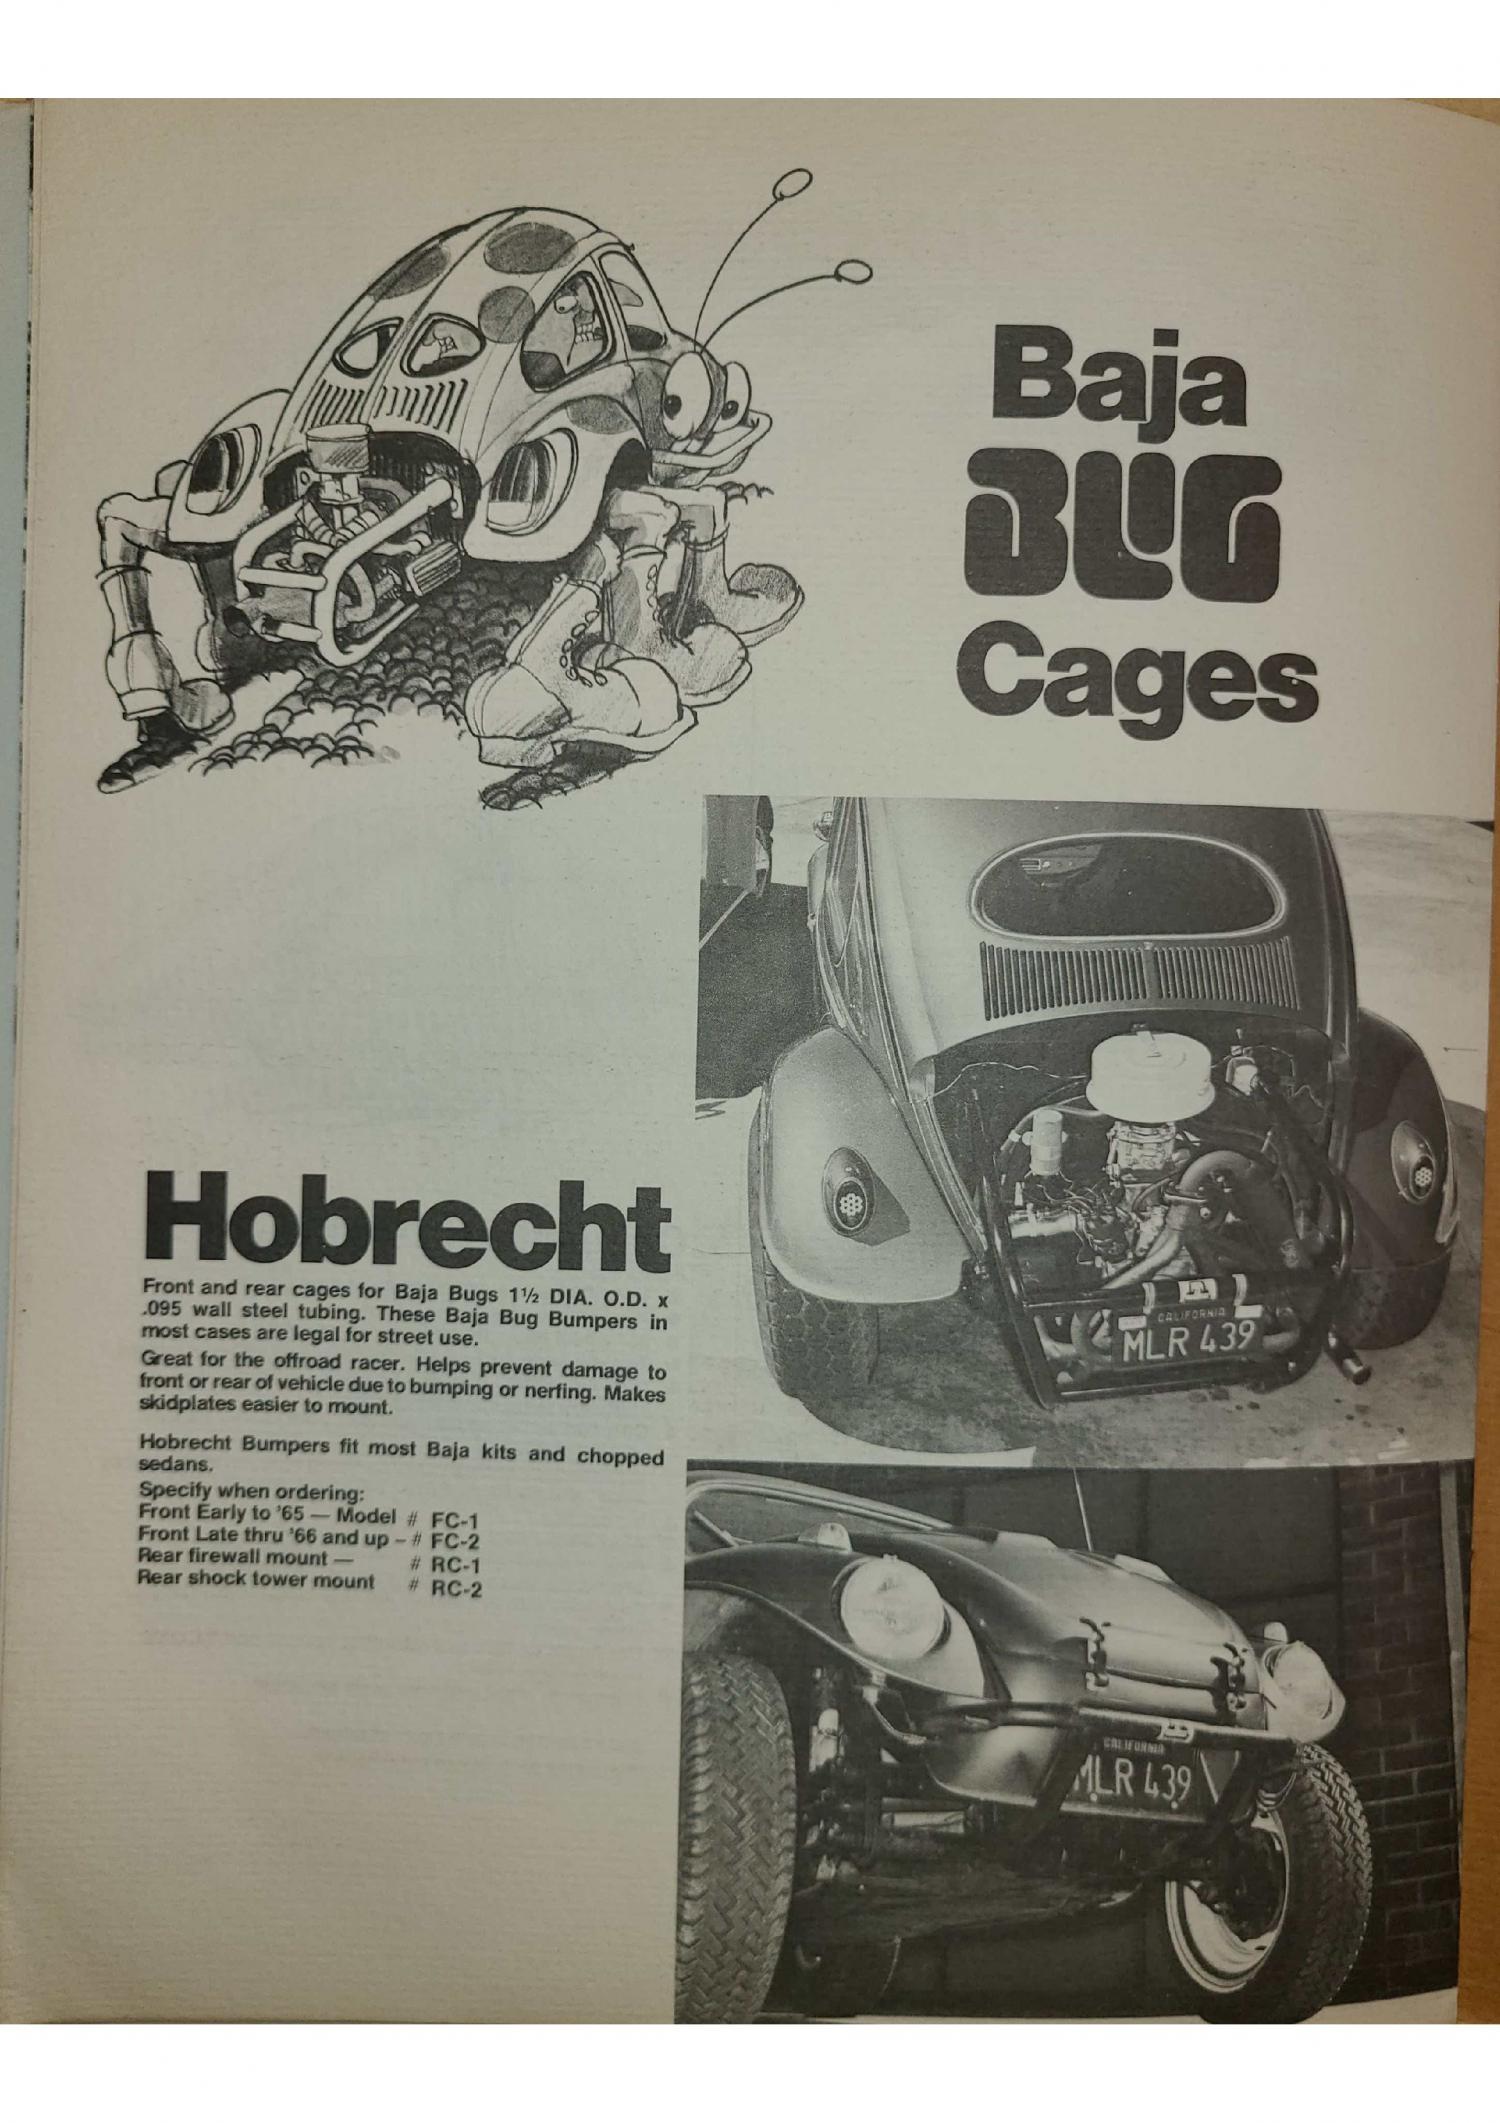 Baja
BUG
Cages
Hobrecht
Front and rear cages for Baja Bugs 1½ DIA. O.D. x
.095 wall steel tubing. These Baja Bug Bumpers in
most cases are legal for street use.
Great for the offroad racer. Helps prevent damage to
front or rear of vehicle due to bumping or nerfing. Makes
skidplates easier to mount.
Hobrecht Bumpers fit most Baja kits and chopped
sedans.
Specify when ordering:
Front Early to '65 — Model # FC-1
Front Late thru '66 and up – # FC-2
Rear firewall mount — # RC-1
Rear shock tower mount # RC-2
CALIFORNIA
MLR 439
CALIFORNIA
MLR 439